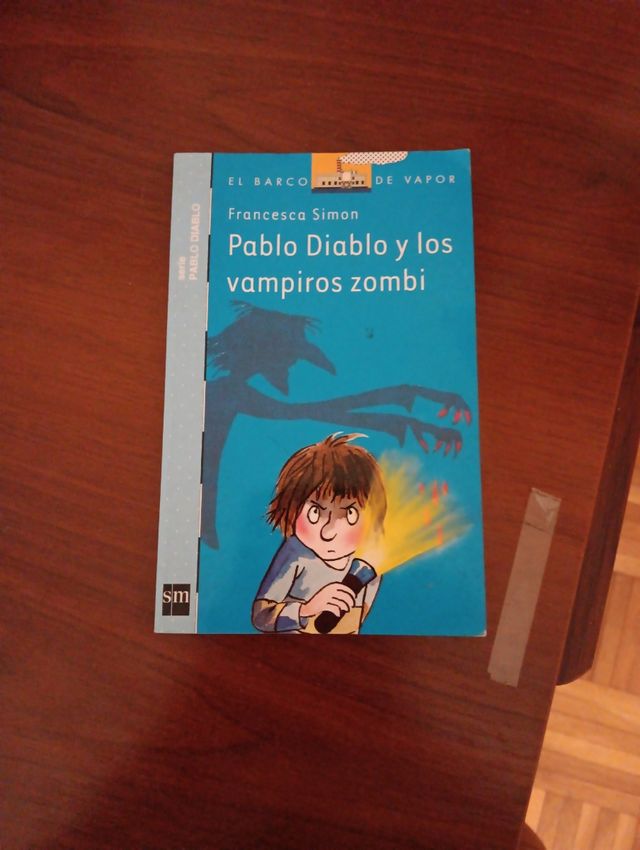 EL BARCO DE VAPOR
Francesca Simon
Pablo Diablo y los
vampiros zombi
serie
PABLO DIABLO
sm